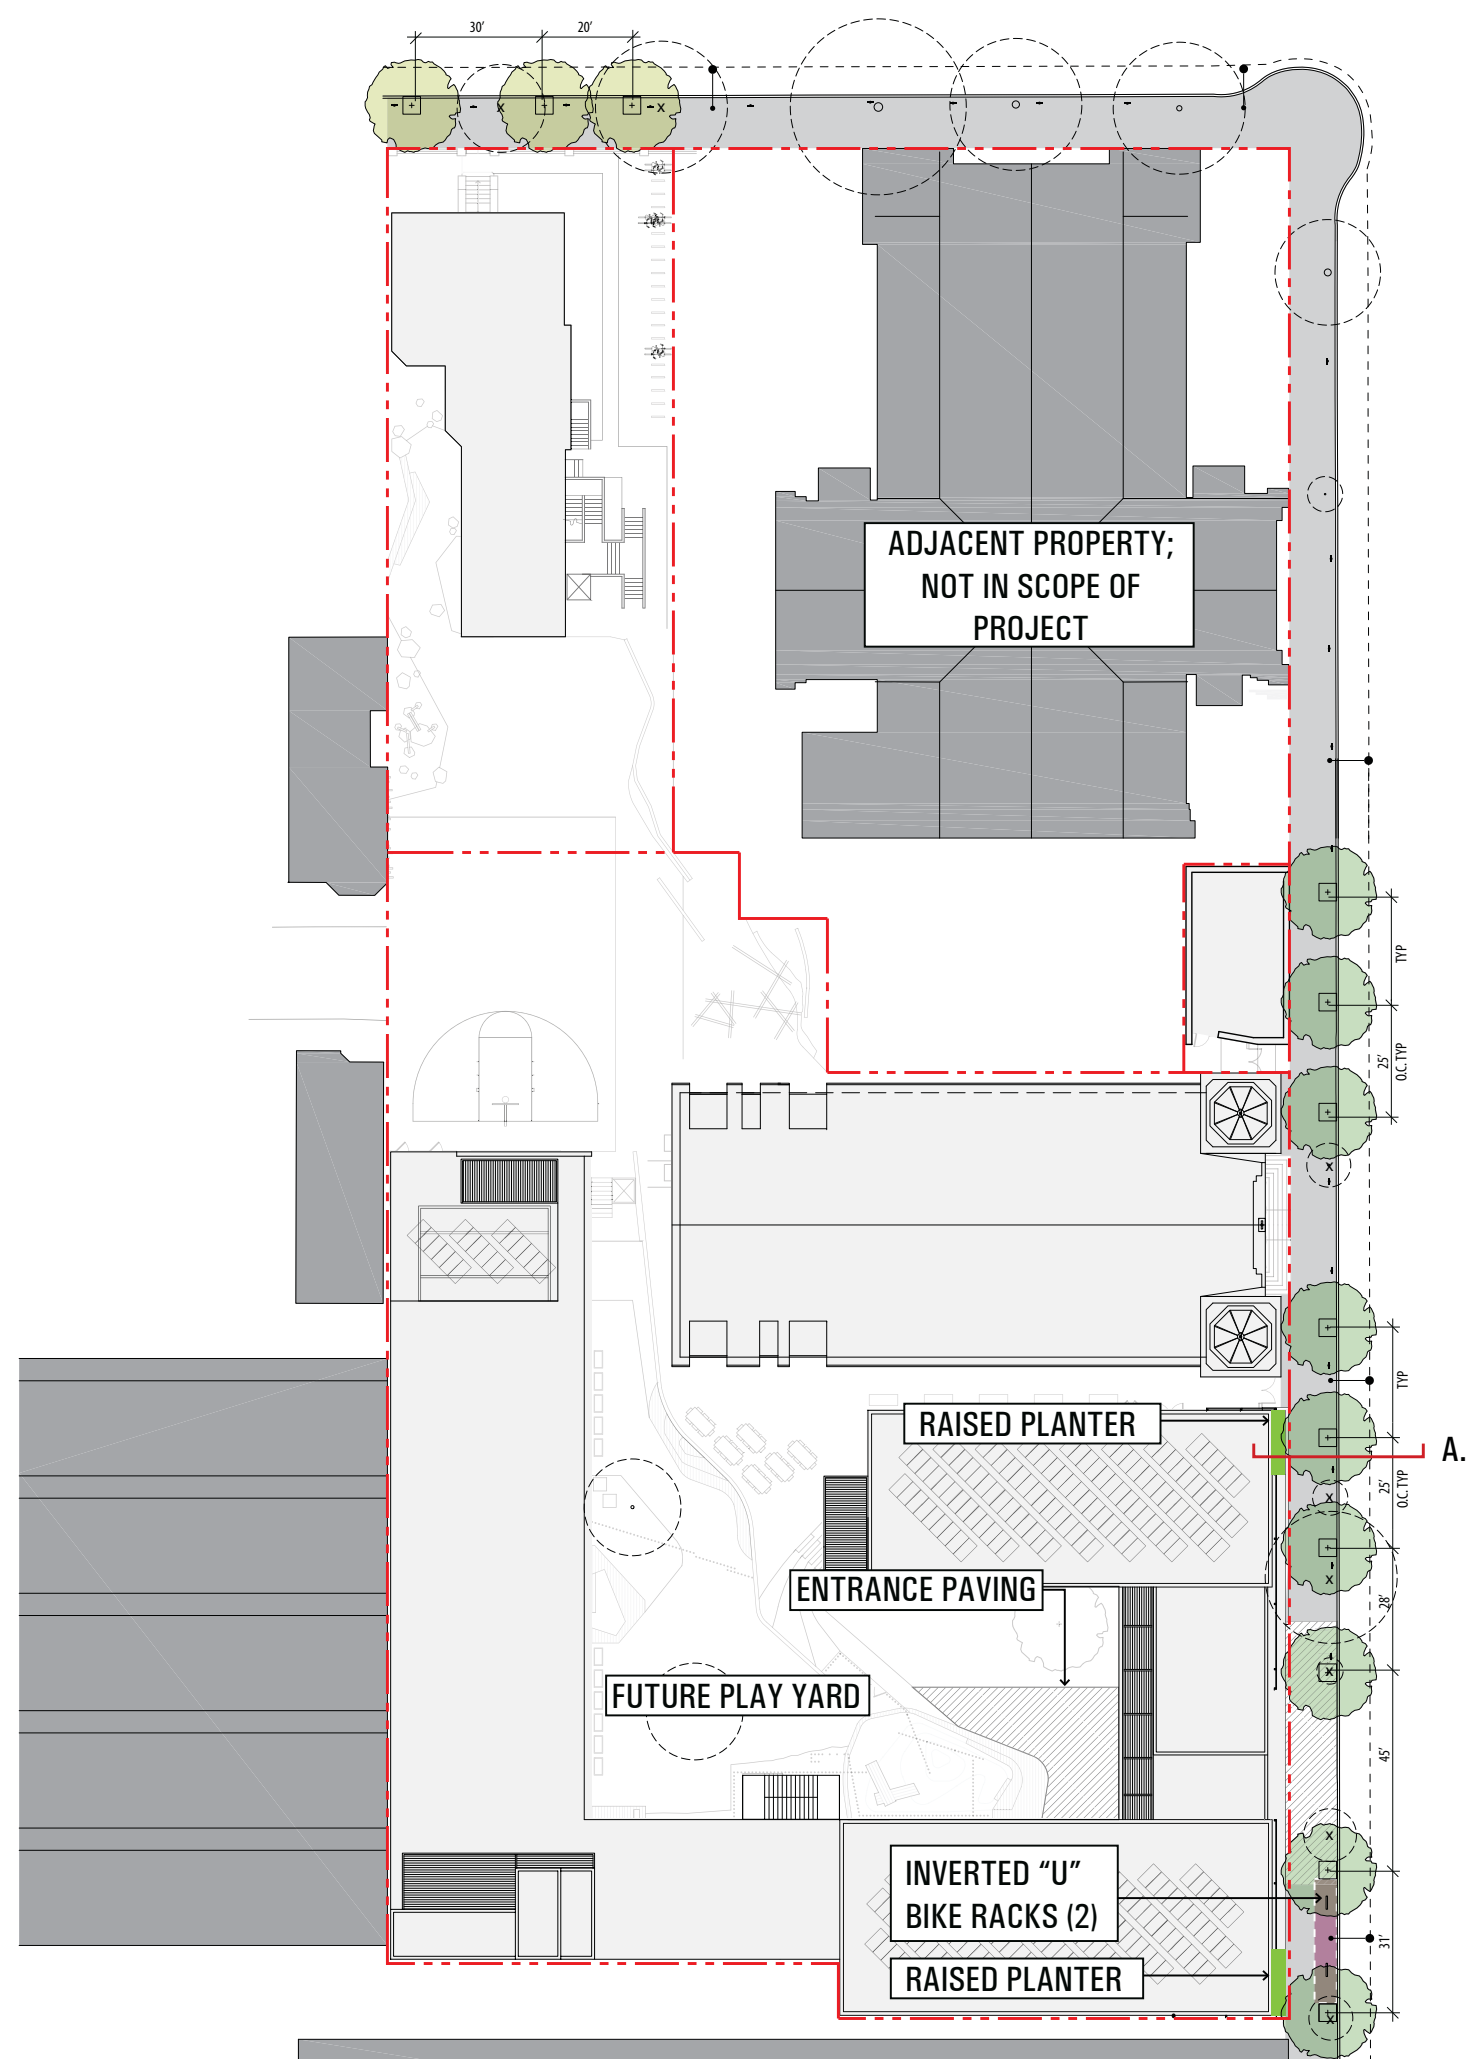 30′
20′
ADJACENT PROPERTY;
NOT IN SCOPE OF
PROJECT
TYP
25′
O.C. TYP
TYP
RAISED PLANTER
A.
25′
O.C. TYP
ENTRANCE PAVING
28′
FUTURE PLAY YARD
45′
INVERTED “U”
BIKE RACKS (2)
31′
RAISED PLANTER